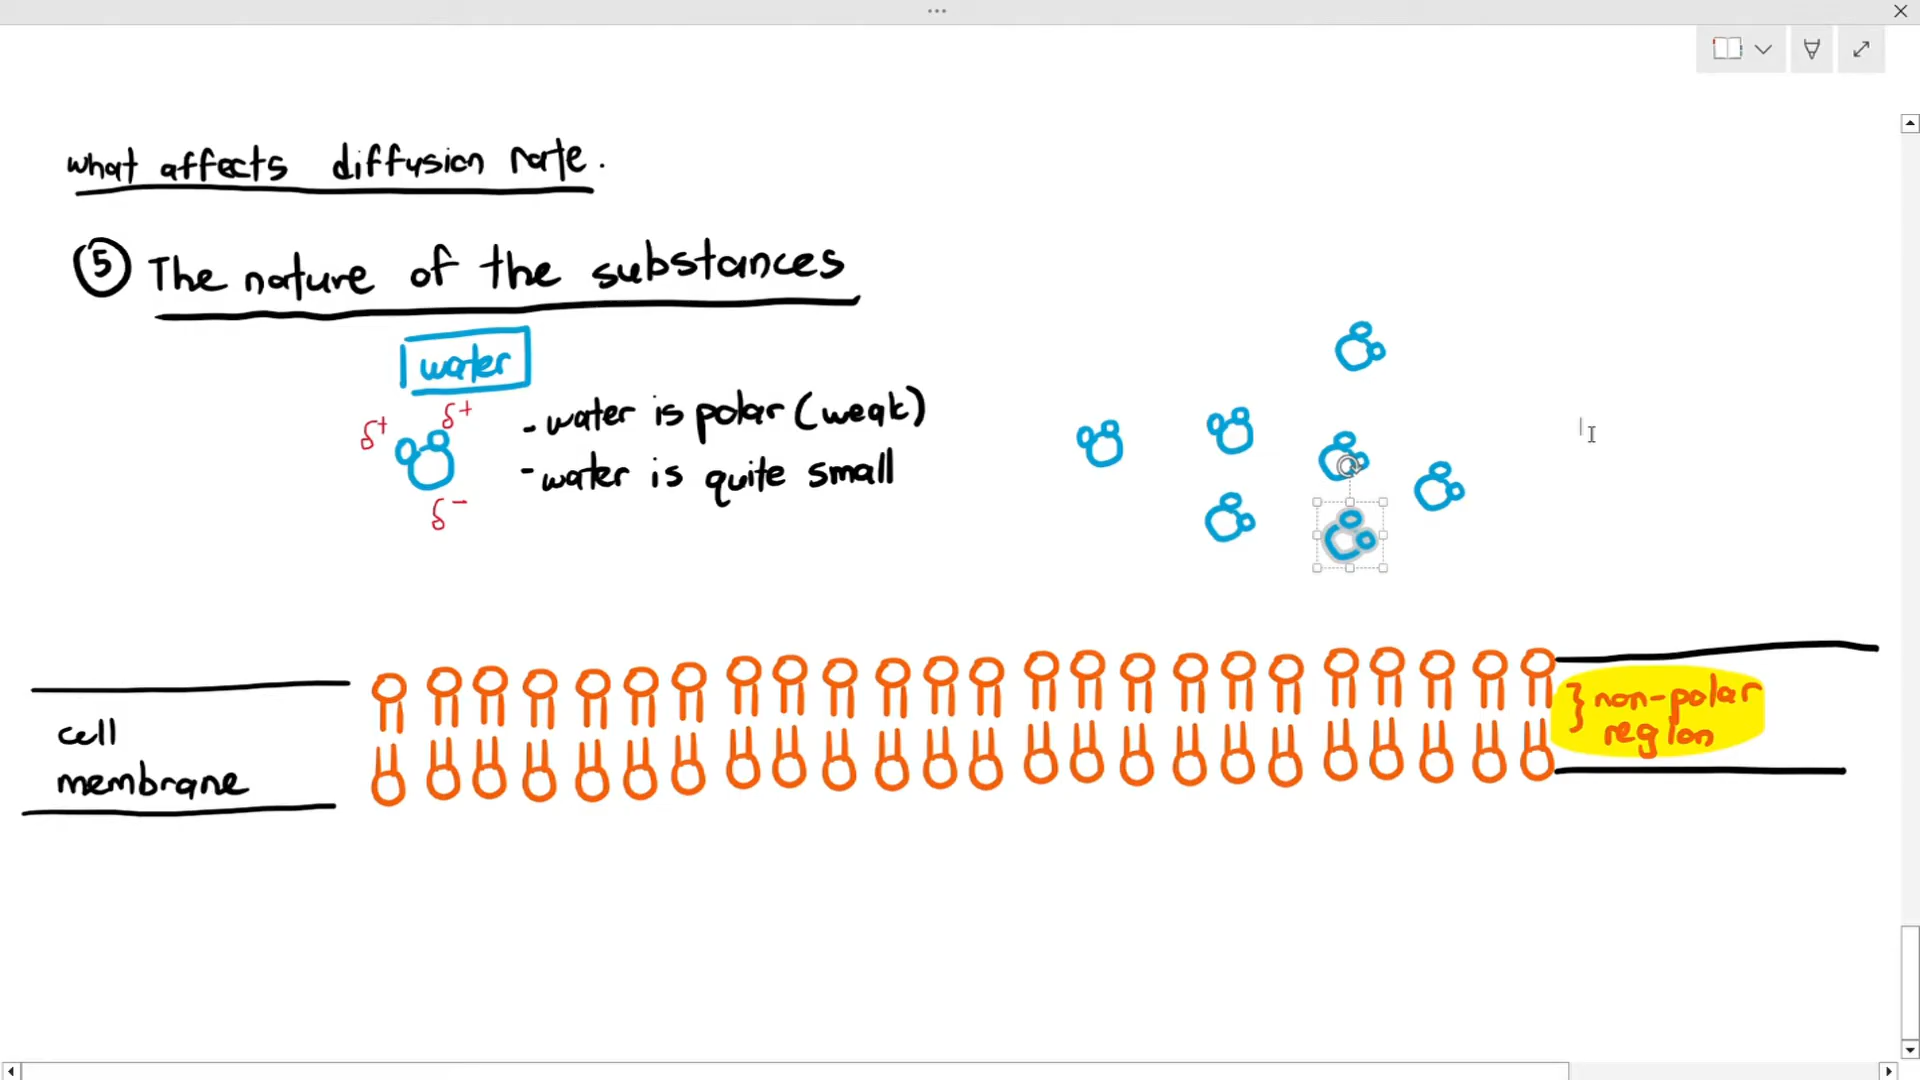 what affects diffusion rate.
5 The nature of the substances
water
δ+ δ+
- water is polar (weak)
- water is quite small
δ-
cell
membrane
} non-polar
region